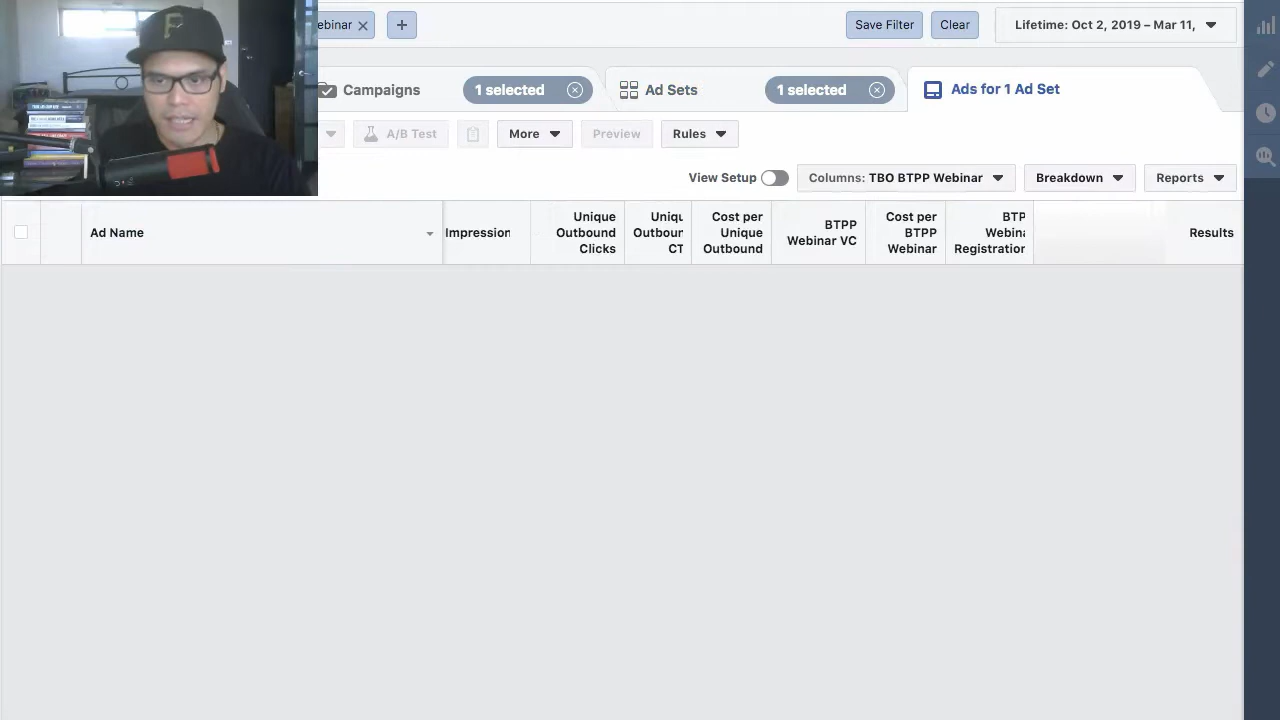 ebinar
Save Filter
Clear
Lifetime: Oct 2, 2019 – Mar 11,
Campaigns
1 selected
Ad Sets
1 selected
Ads for 1 Ad Set
A/B Test
More
Preview
Rules
View Setup
Columns: TBO BTPP Webinar
Breakdown
Reports
Ad Name
Impression
Unique
Outbound
Clicks
Uniqu
Outbour
CT
Cost per
Unique
Outbound
BTPP
Webinar VC
Cost per
BTPP
Webinar
BTP
Webina
Registration
Results